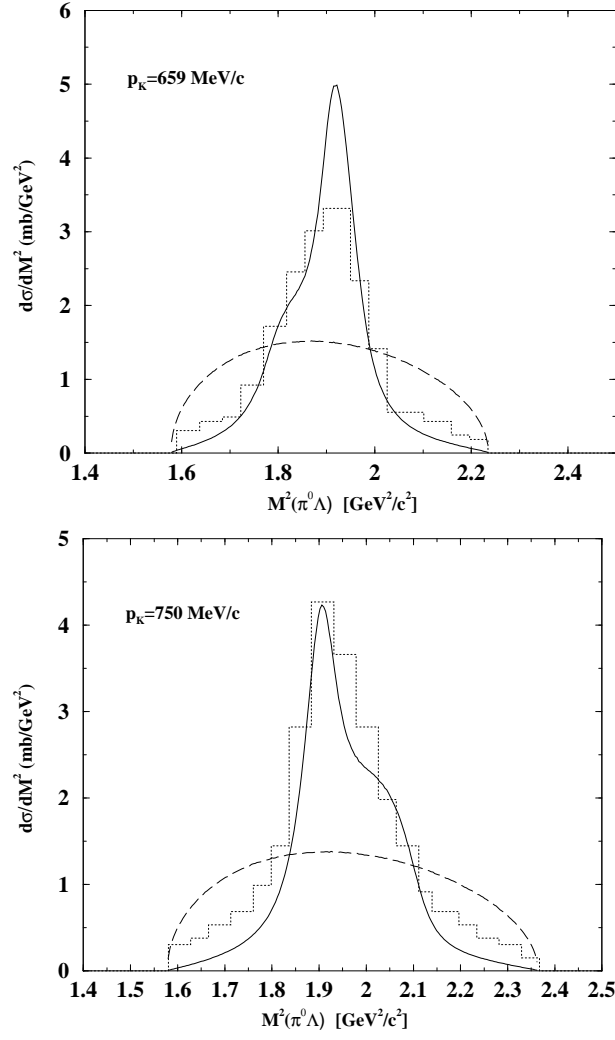 6
5
4
3
2
1
0
p_K=659 MeV/c
dσ/dM² (mb/GeV²)
1.4 1.6 1.8 2 2.2 2.4
M²(π⁰Λ) [GeV²/c²]
5
4
3
2
1
0
p_K=750 MeV/c
dσ/dM² (mb/GeV²)
1.4 1.5 1.6 1.7 1.8 1.9 2 2.1 2.2 2.3 2.4 2.5
M²(π⁰Λ) [GeV²/c²]